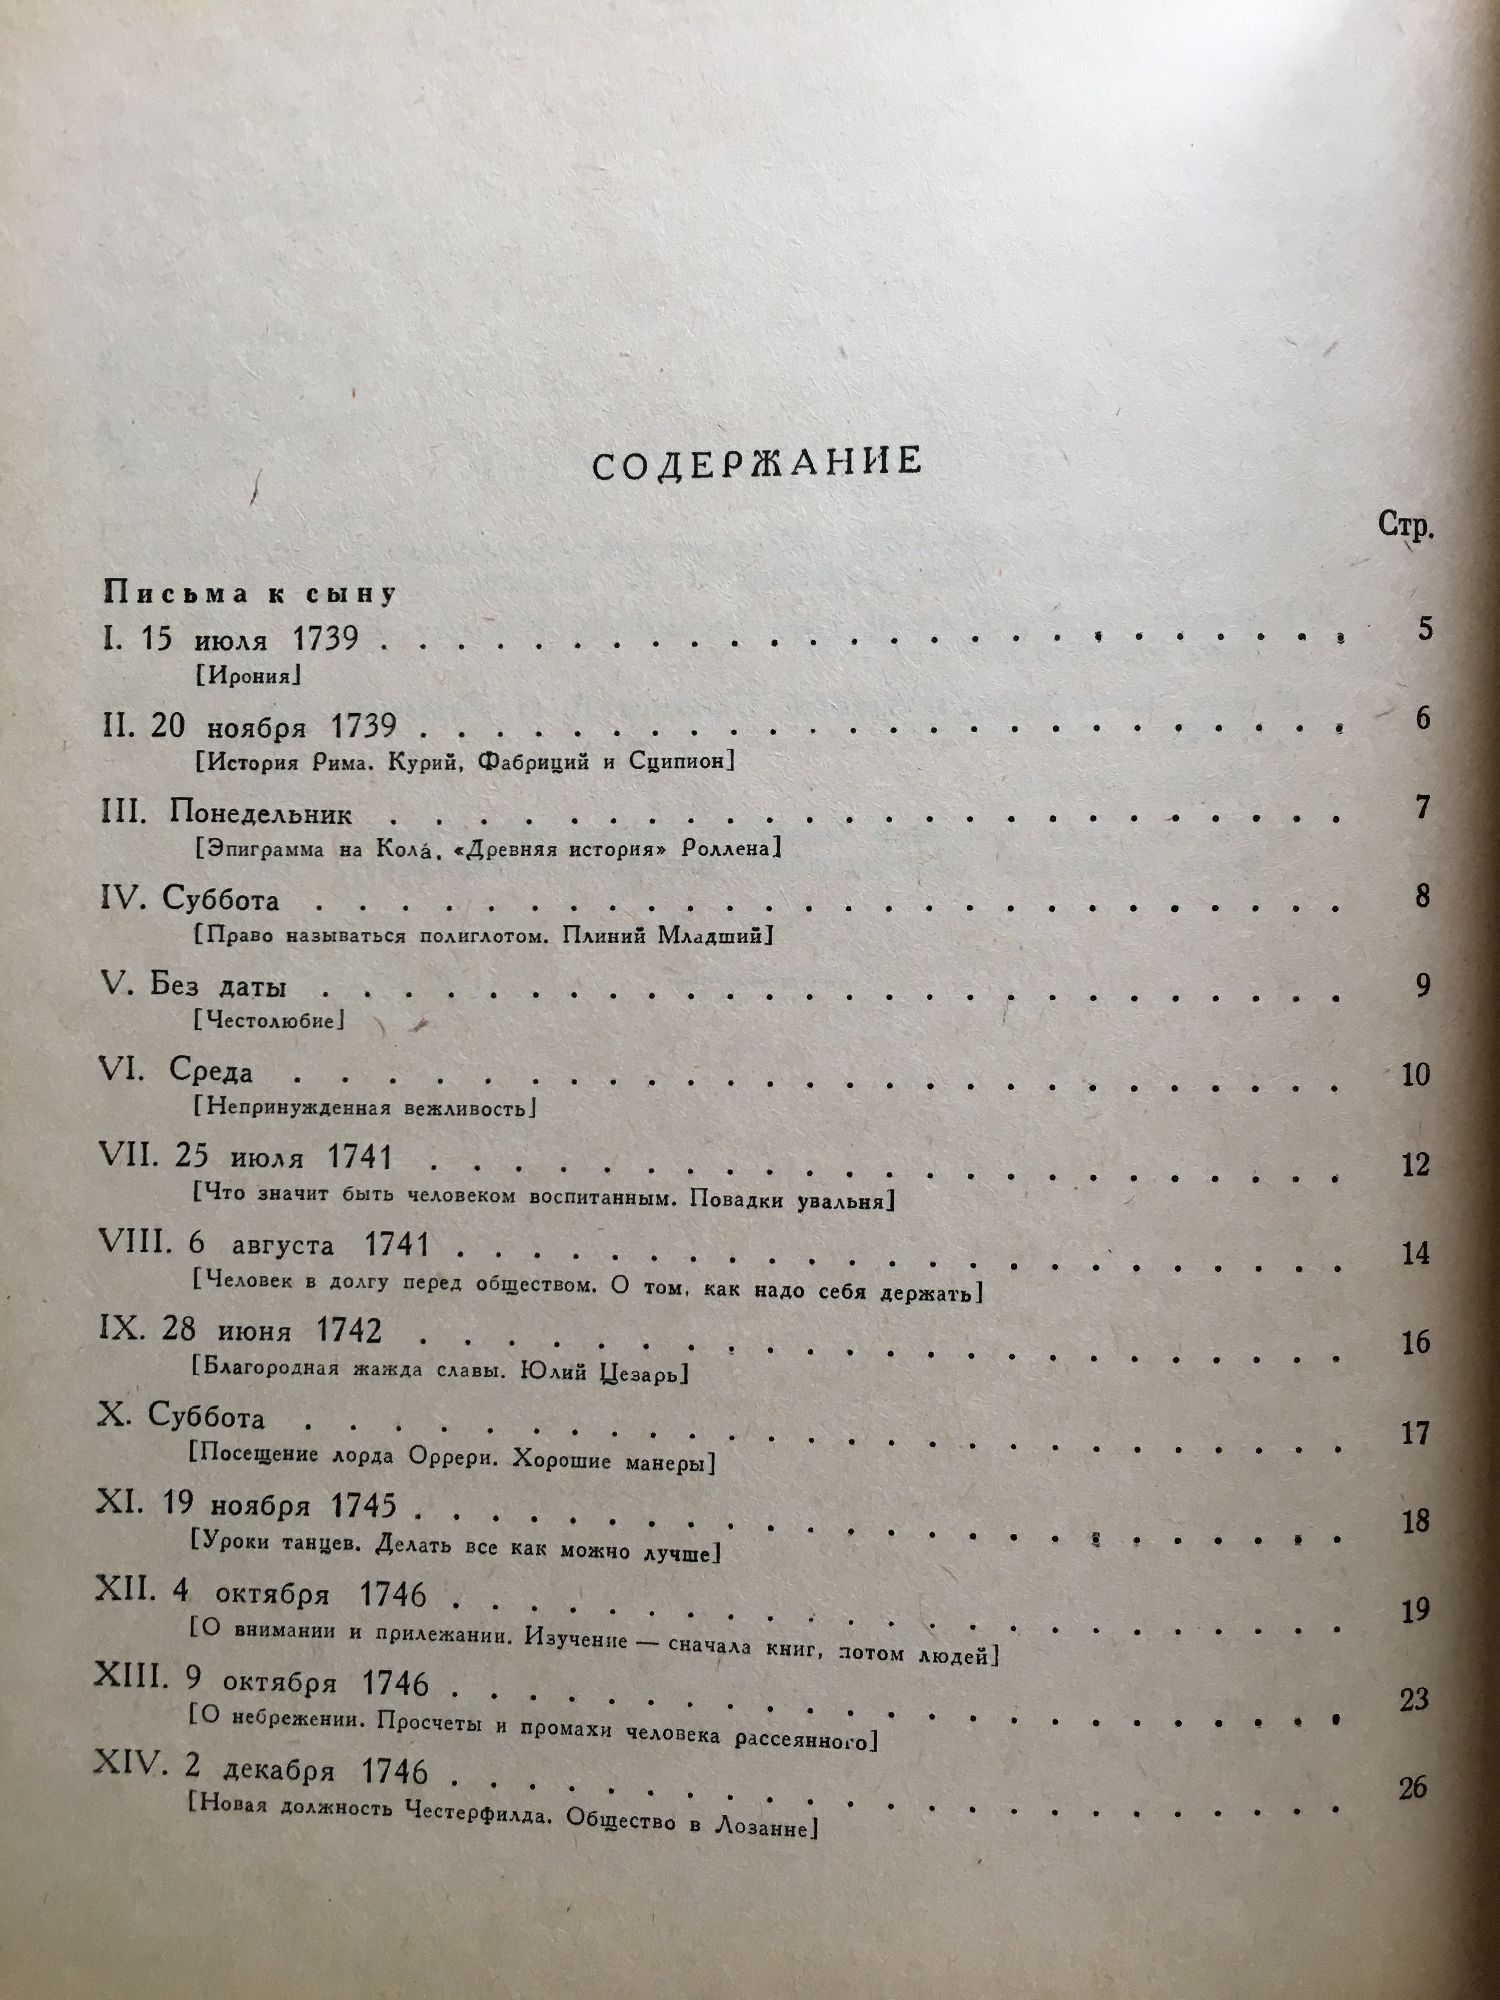 СОДЕРЖАНИЕ
Стр.
Письма к сыну
I. 15 июля 1739 . . . . . . . . . . . . . . . . . . . . . . . . . 5
[Ирония]
II. 20 ноября 1739 . . . . . . . . . . . . . . . . . . . . . . . . 6
[История Рима. Курий, Фабриций и Сципион]
III. Понедельник . . . . . . . . . . . . . . . . . . . . . . . . 7
[Эпиграмма на Кола́. «Древняя история» Роллена]
IV. Суббота . . . . . . . . . . . . . . . . . . . . . . . . . . 8
[Право называться полиглотом. Плиний Младший]
V. Без даты . . . . . . . . . . . . . . . . . . . . . . . . . . 9
[Честолюбие]
VI. Среда . . . . . . . . . . . . . . . . . . . . . . . . . . 10
[Непринужденная вежливость]
VII. 25 июля 1741 . . . . . . . . . . . . . . . . . . . . . . . 12
[Что значит быть человеком воспитанным. Повадки увальня]
VIII. 6 августа 1741 . . . . . . . . . . . . . . . . . . . . . . . 14
[Человек в долгу перед обществом. О том, как надо себя держать]
IX. 28 июня 1742 . . . . . . . . . . . . . . . . . . . . . . . 16
[Благородная жажда славы. Юлий Цезарь]
X. Суббота . . . . . . . . . . . . . . . . . . . . . . . . . . 17
[Посещение лорда Оррери. Хорошие манеры]
XI. 19 ноября 1745 . . . . . . . . . . . . . . . . . . . . . . . . 18
[Уроки танцев. Делать все как можно лучше]
XII. 4 октября 1746 . . . . . . . . . . . . . . . . . . . . . . . 19
[О внимании и прилежании. Изучение — сначала книг, потом людей]
XIII. 9 октября 1746 . . . . . . . . . . . . . . . . . . . . . . . 23
[О небрежении. Просчеты и промахи человека рассеянного]
XIV. 2 декабря 1746 . . . . . . . . . . . . . . . . . . . . . . . 26
[Новая должность Честерфилда. Общество в Лозанне]